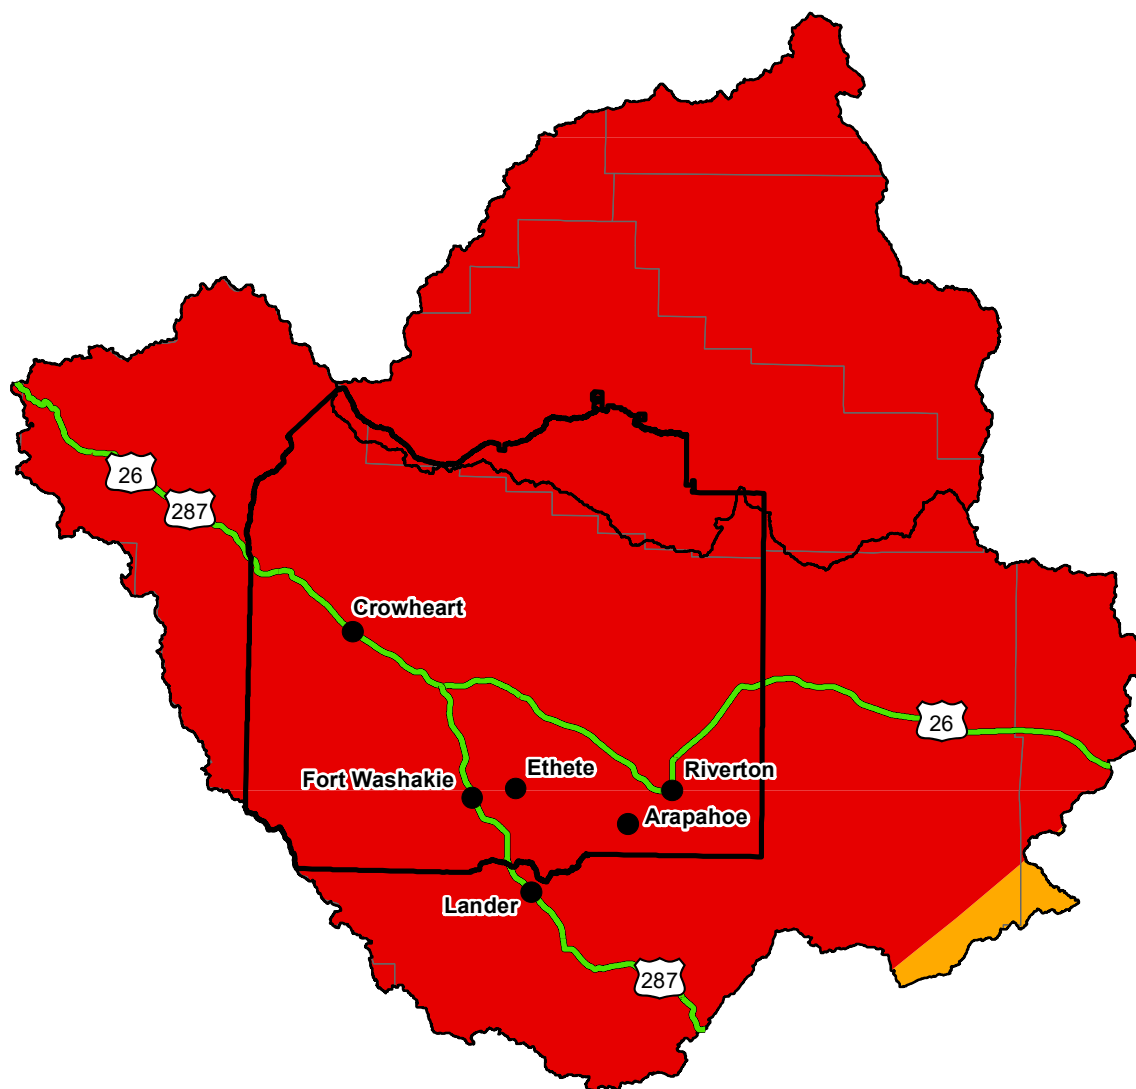 26
287
Crowheart
26
Ethete
Riverton
Fort Washakie
Arapahoe
Lander
287